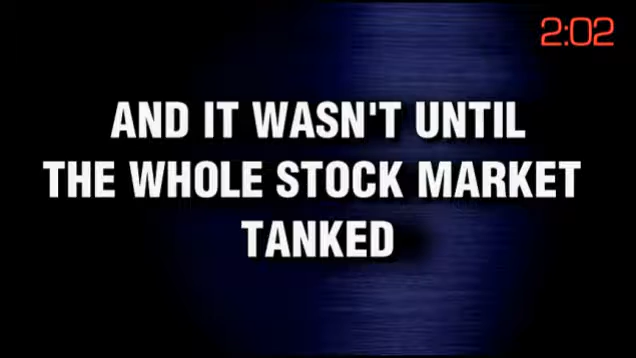 2:02
AND IT WASN'T UNTIL
THE WHOLE STOCK MARKET
TANKED